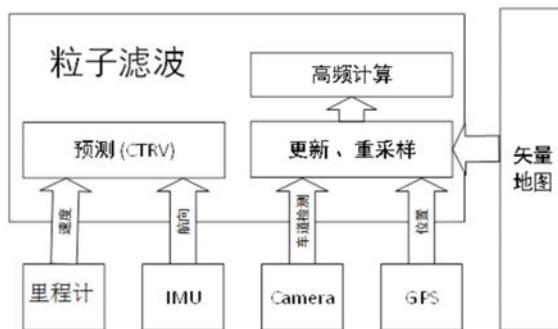 粒子滤波
高频计算
预测 (CTRV)
更新、重采样
矢量
地图
速度
航向
车道检测
位置
里程计
IMU
Camera
GPS